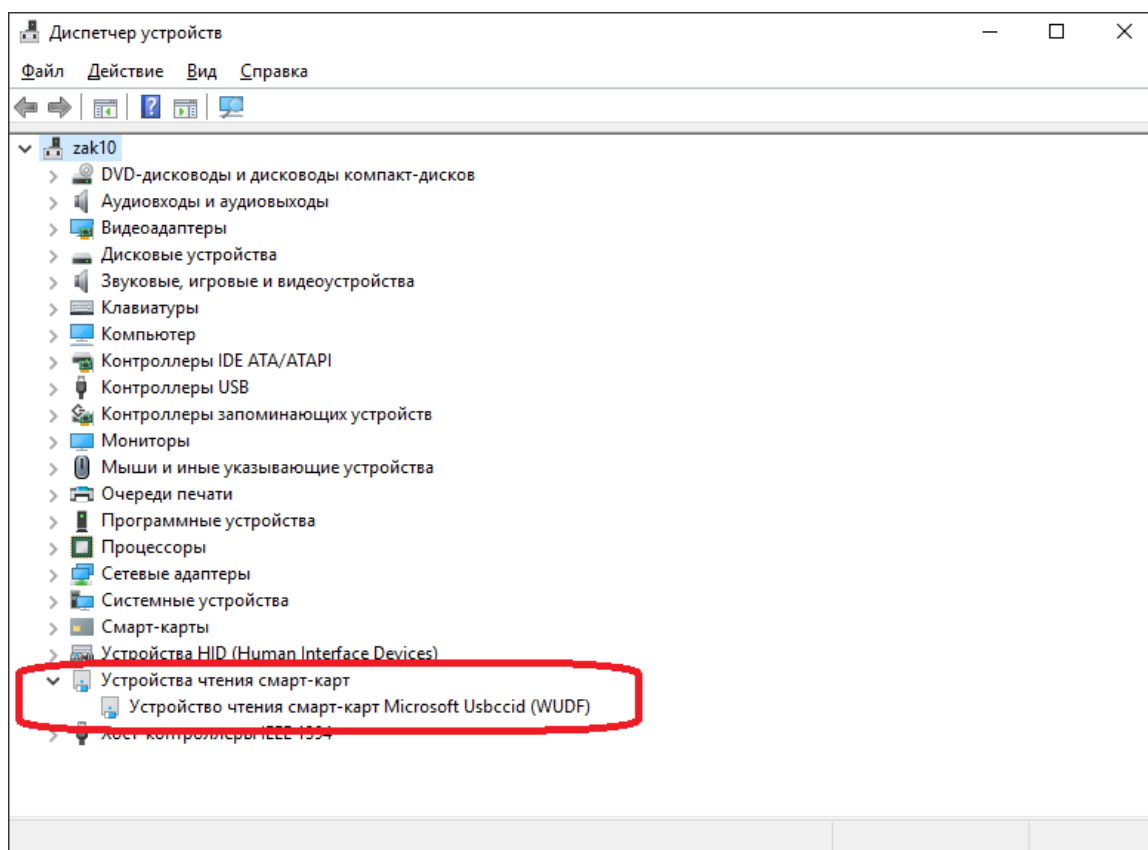 Диспетчер устройств
Файл Действие Вид Справка
zak10
DVD-дисководы и дисководы компакт-дисков
Аудиовходы и аудиовыходы
Видеоадаптеры
Дисковые устройства
Звуковые, игровые и видеоустройства
Клавиатуры
Компьютер
Контроллеры IDE ATA/ATAPI
Контроллеры USB
Контроллеры запоминающих устройств
Мониторы
Мыши и иные указывающие устройства
Очереди печати
Программные устройства
Процессоры
Сетевые адаптеры
Системные устройства
Смарт-карты
Устройства HID (Human Interface Devices)
Устройства чтения смарт-карт
Устройство чтения смарт-карт Microsoft Usbccid (WUDF)
Хост-контроллеры IEEE 1394